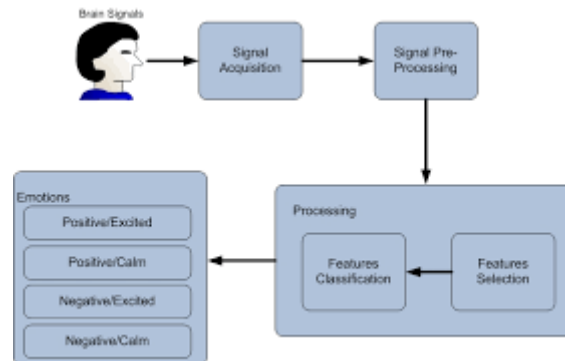 Brain Signals
Signal
Acquisition
Signal Pre-
Processing
Processing
Features
Classification
Features
Selection
Emotions
Positive/Excited
Positive/Calm
Negative/Excited
Negative/Calm